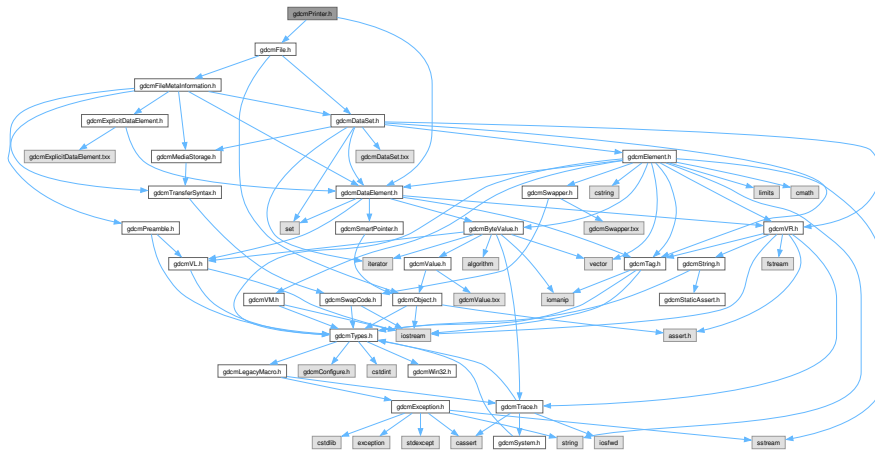 gdcmPrinter.h
gdcmFile.h
gdcmFileMetaInformation.h
gdcmExplicitDataElement.h
gdcmDataSet.h
gdcmExplicitDataElement.txx
gdcmMediaStorage.h
gdcmDataSet.txx
gdcmElement.h
gdcmTransferSyntax.h
gdcmDataElement.h
gdcmSwapper.h
cstring
limits
cmath
gdcmPreamble.h
set
gdcmSmartPointer.h
gdcmByteValue.h
gdcmSwapper.txx
gdcmVR.h
gdcmVL.h
iterator
gdcmValue.h
algorithm
vector
gdcmTag.h
gdcmString.h
fstream
gdcmVM.h
gdcmSwapCode.h
gdcmObject.h
gdcmValue.txx
iomanip
gdcmStaticAssert.h
gdcmTypes.h
iostream
assert.h
gdcmLegacyMacro.h
gdcmConfigure.h
cstdint
gdcmWin32.h
gdcmException.h
gdcmTrace.h
cstdlib
exception
stdexcept
cassert
gdcmSystem.h
string
iosfwd
sstream